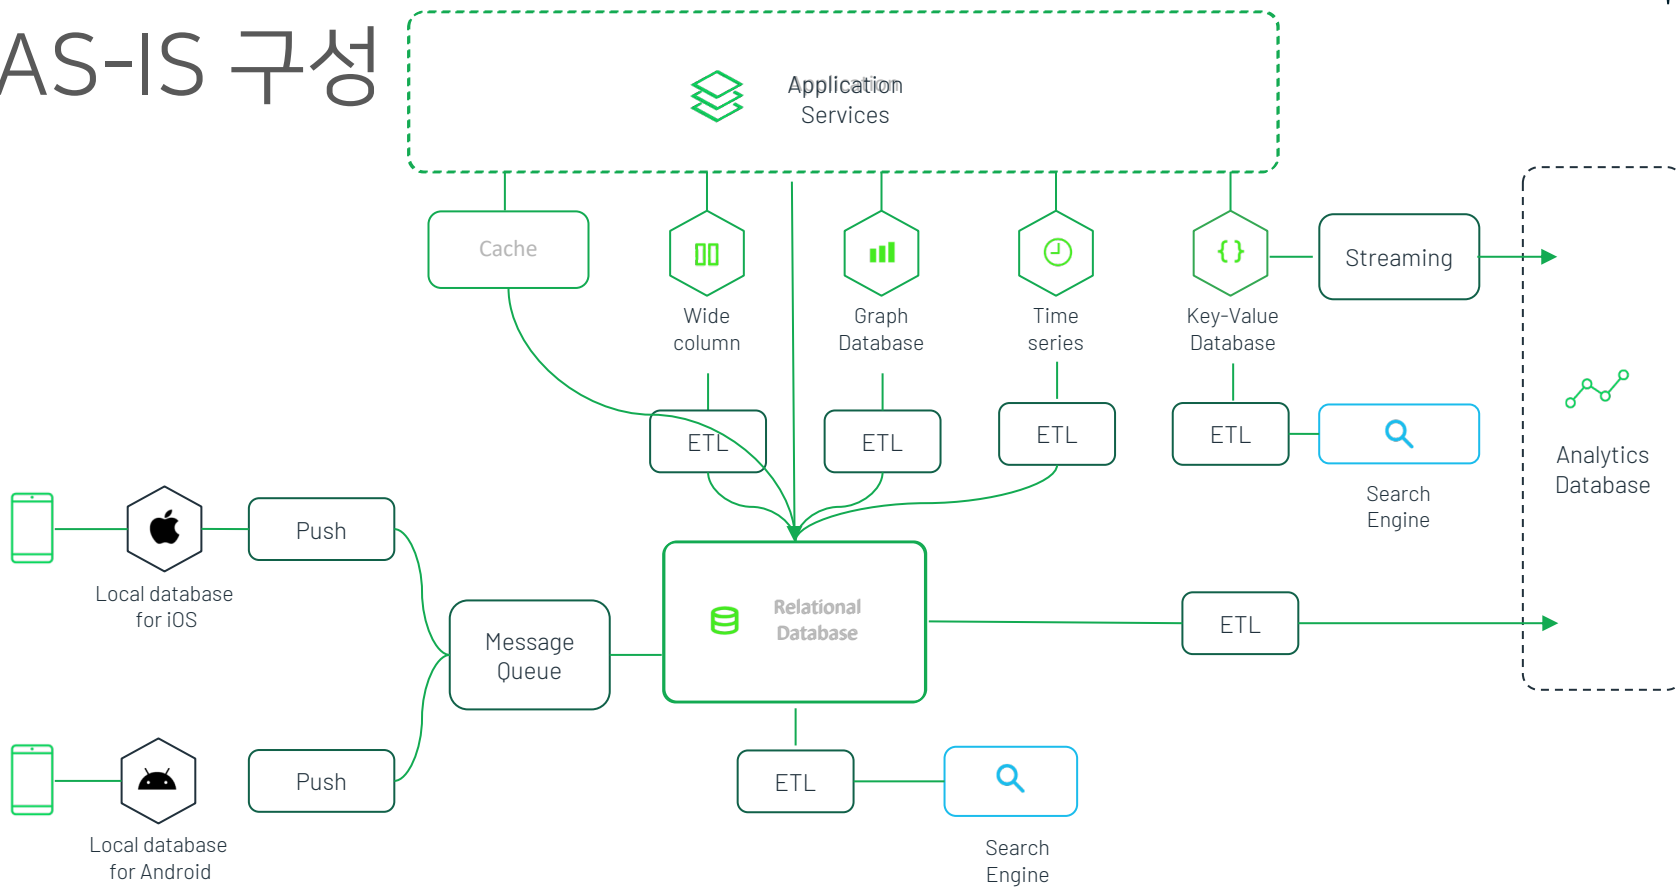 AS-IS 구성
Application
Services
Cache
Wide
column
Graph
Database
Time
series
Key-Value
Database
Streaming
ETL
ETL
ETL
ETL
Search
Engine
Analytics
Database
Push
Local database
for iOS
Message
Queue
Relational
Database
ETL
Push
Local database
for Android
ETL
Search
Engine